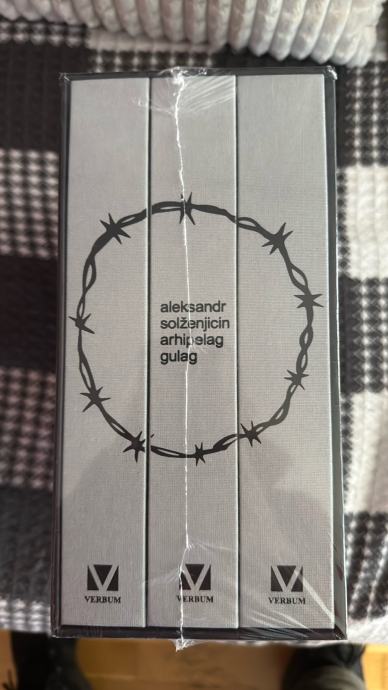 aleksandr
solženjicin
arhipelag
gulag
VERBUM
VERBUM
VERBUM